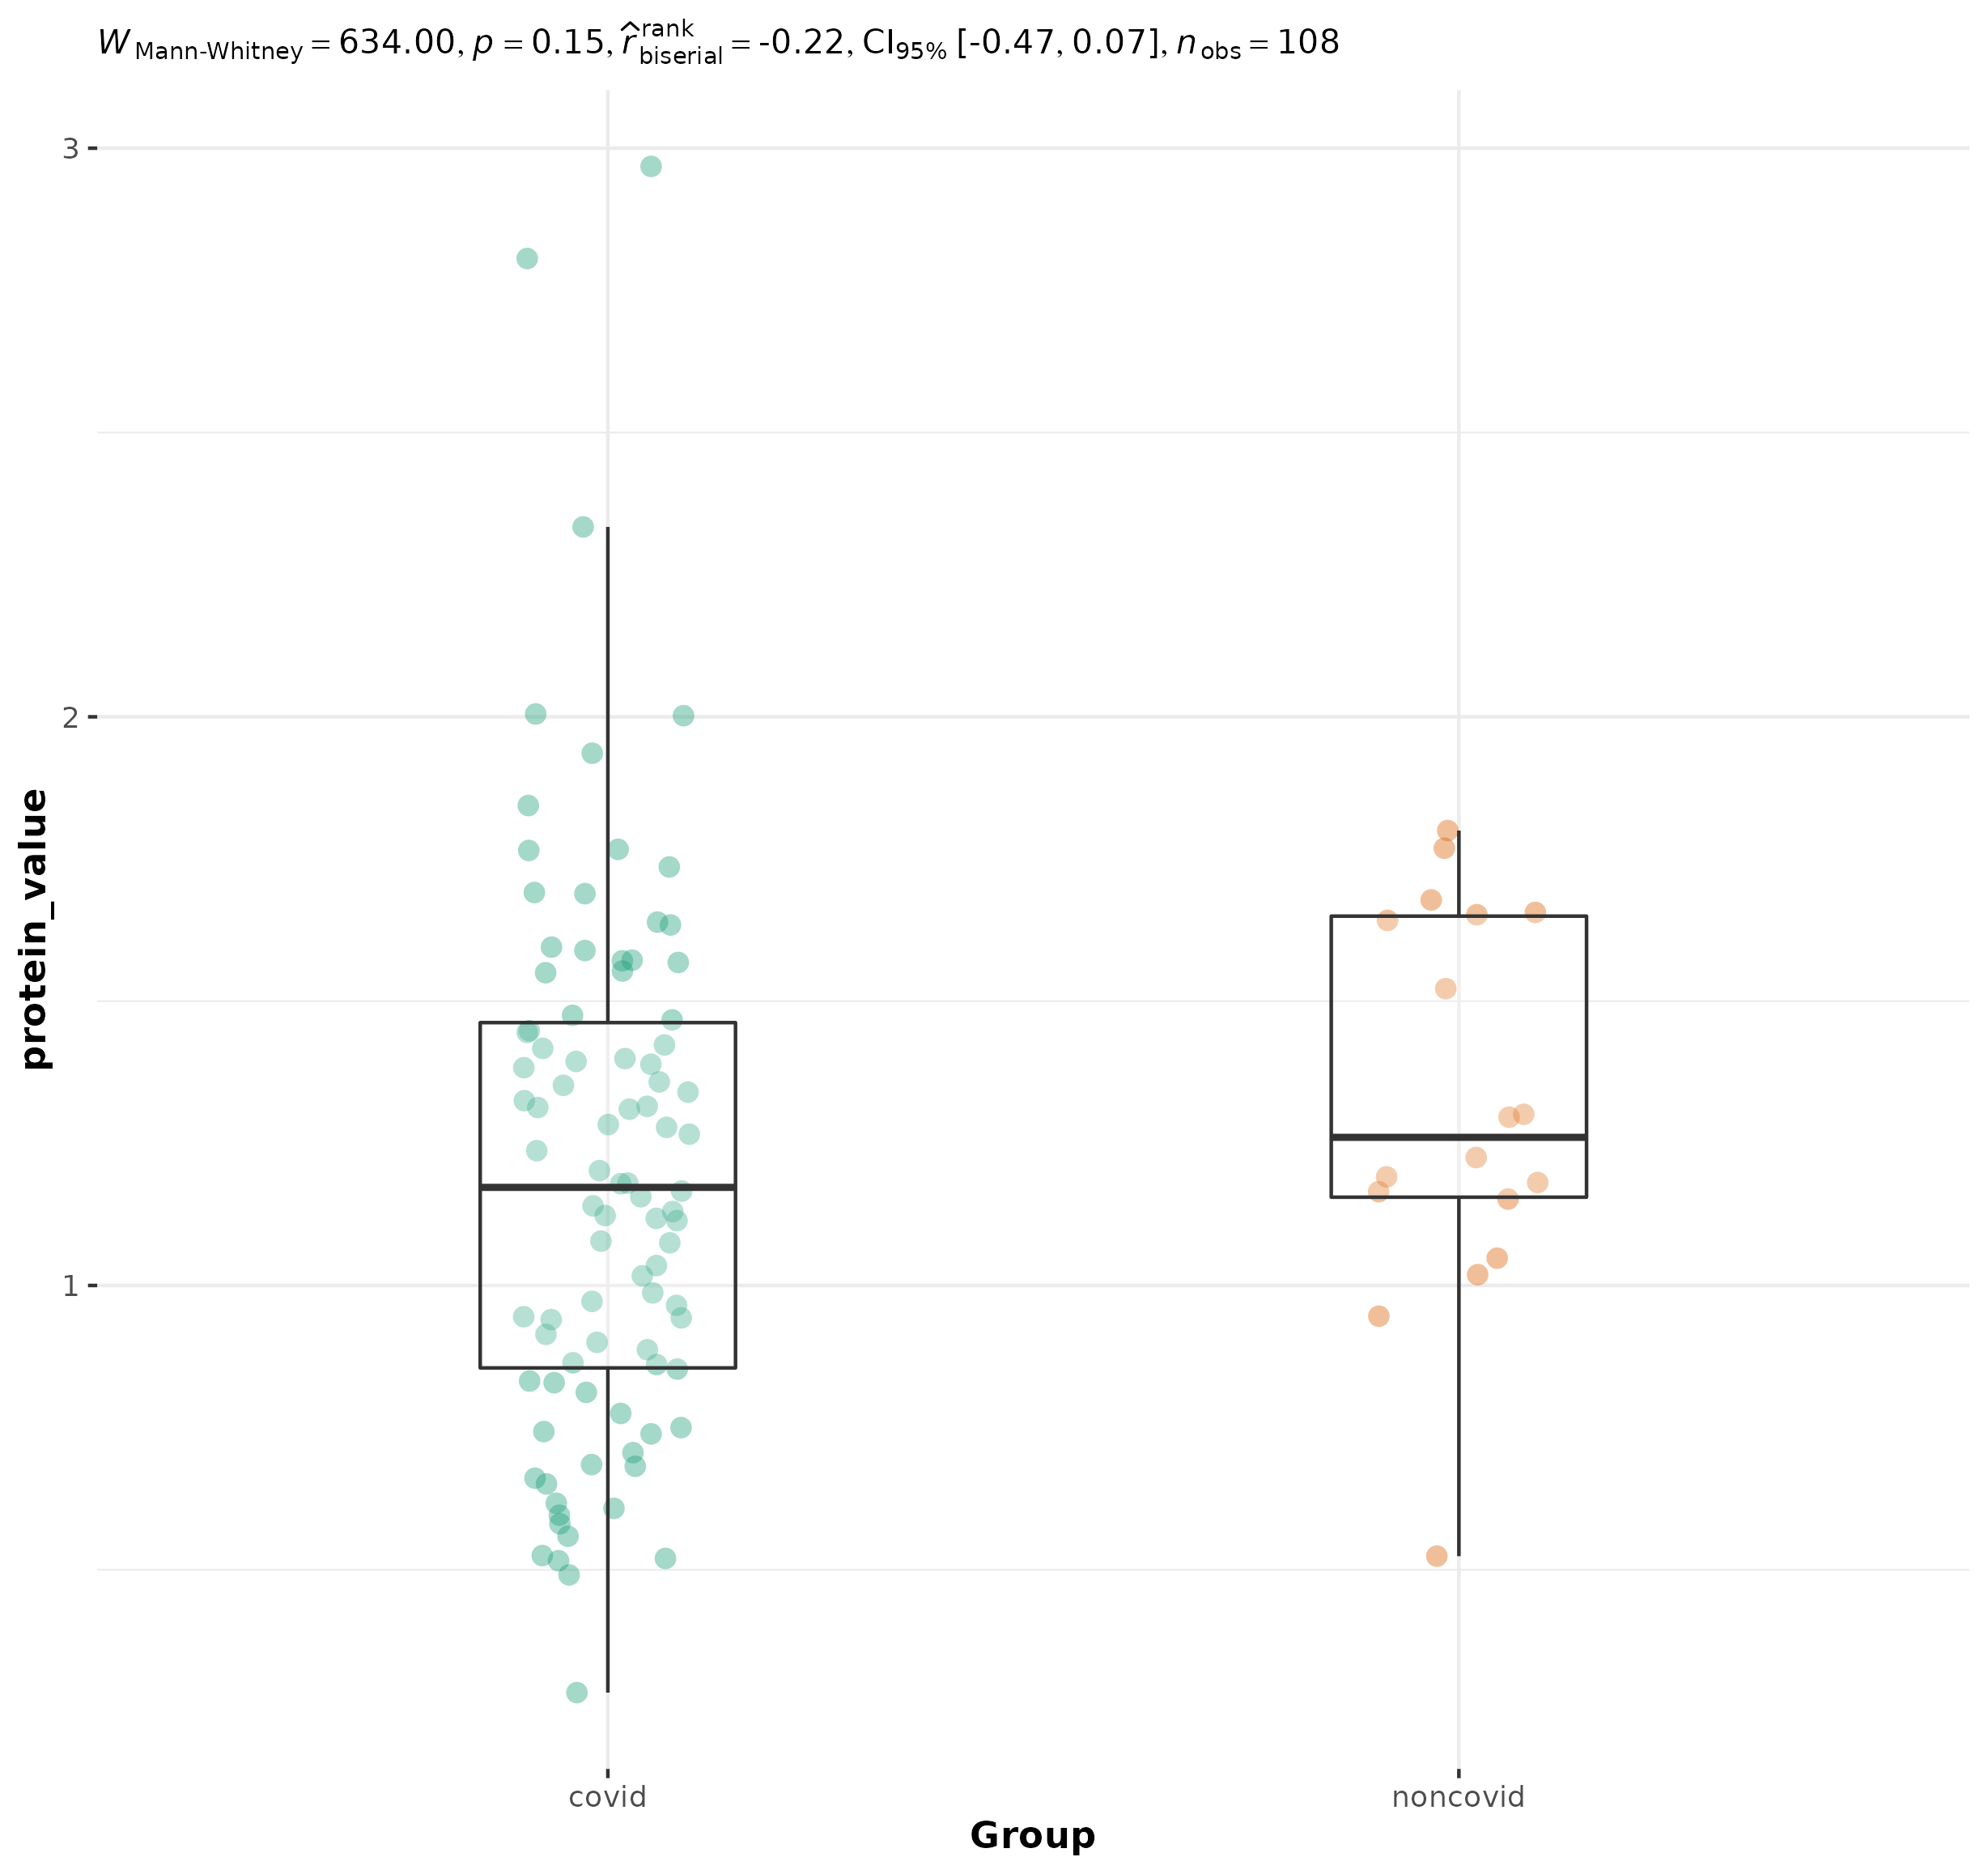 W Mann-Whitney = 634.00, p = 0.15, r̂ rank biserial = -0.22, CI95% [-0.47, 0.07], n obs = 108
3
2
1
protein_value
covid
noncovid
Group